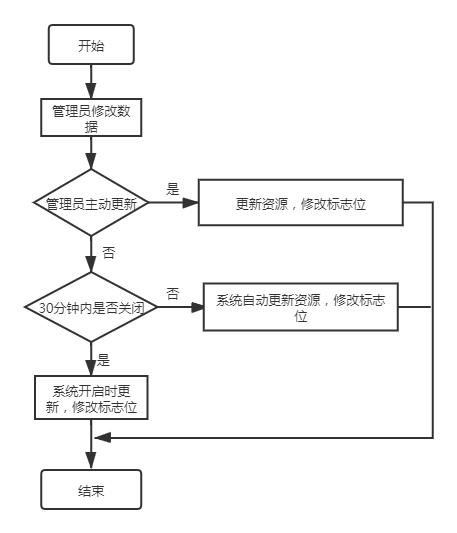 开始
管理员修改数
据
管理员主动更新
是
更新资源，修改标志位
否
30分钟内是否关闭
否
系统自动更新资源，修改标志
位
是
系统开启时更
新，修改标志位
结束